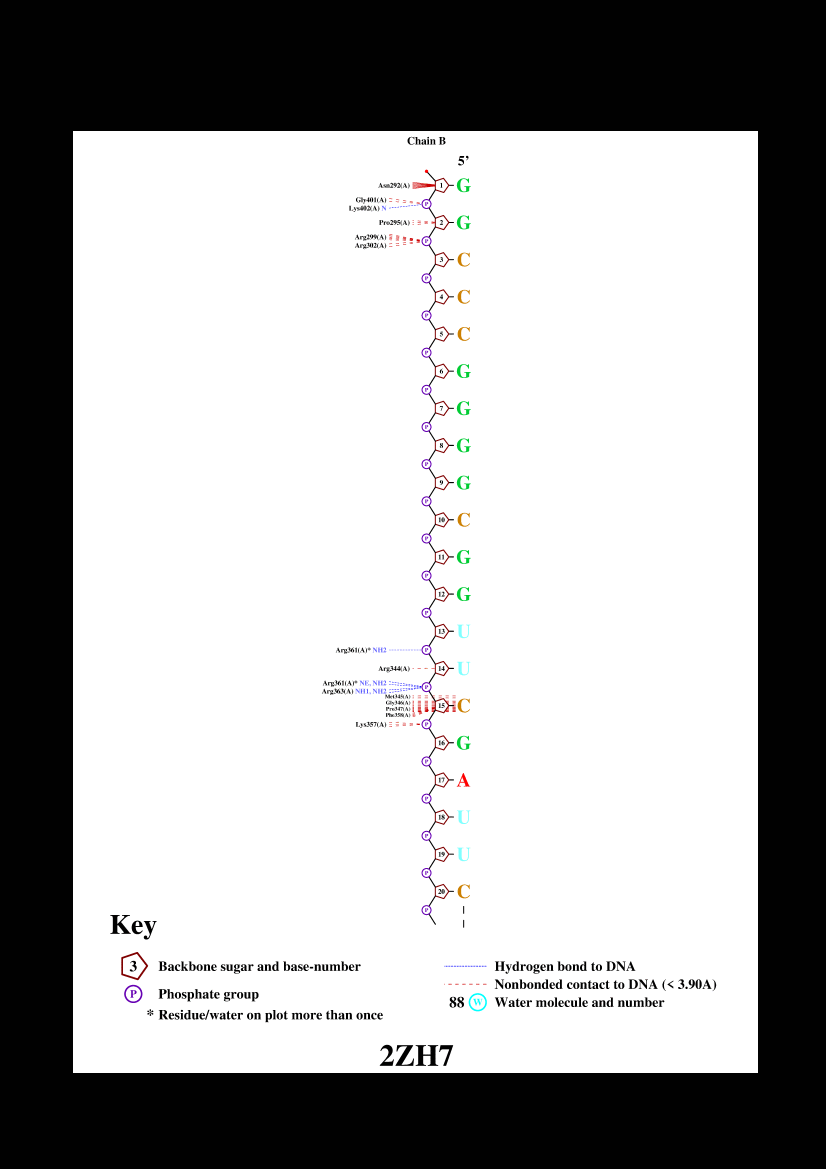 Chain B
5’
Asn292(A) 1 G
Gly401(A)
Lys402(A) N P
Pro295(A) 2 G
Arg299(A) P
Arg302(A)
3 C
P
4 C
P
5 C
P
6 G
P
7 G
P
8 G
P
9 G
P
10 C
P
11 G
P
12 G
P
13 U
Arg361(A)* NH2 P
Arg344(A) 14 U
Arg361(A)* NE, NH2 P
Arg363(A) NH1, NH2
Met345(A)
Gly346(A) 15 C
Pro347(A)
Phe358(A)
Lys357(A) P
16 G
P
17 A
P
18 U
P
19 U
P
20 C
P
Key
3 Backbone sugar and base-number
P Phosphate group
* Residue/water on plot more than once
Hydrogen bond to DNA
Nonbonded contact to DNA (< 3.90A)
88 W Water molecule and number
2ZH7